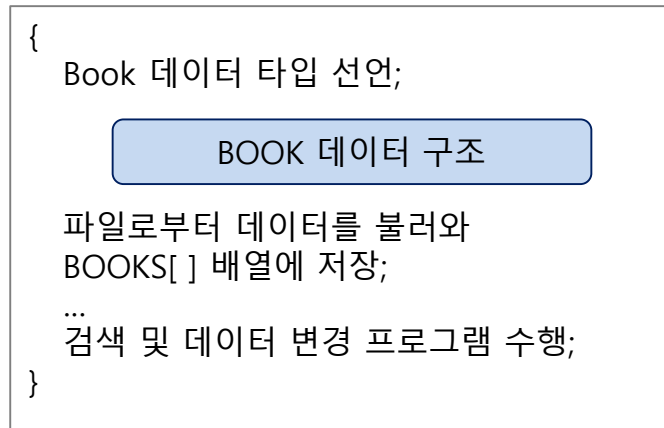 {
Book 데이터 타입 선언;
BOOK 데이터 구조
파일로부터 데이터를 불러와
BOOKS[ ] 배열에 저장;
...
검색 및 데이터 변경 프로그램 수행;
}